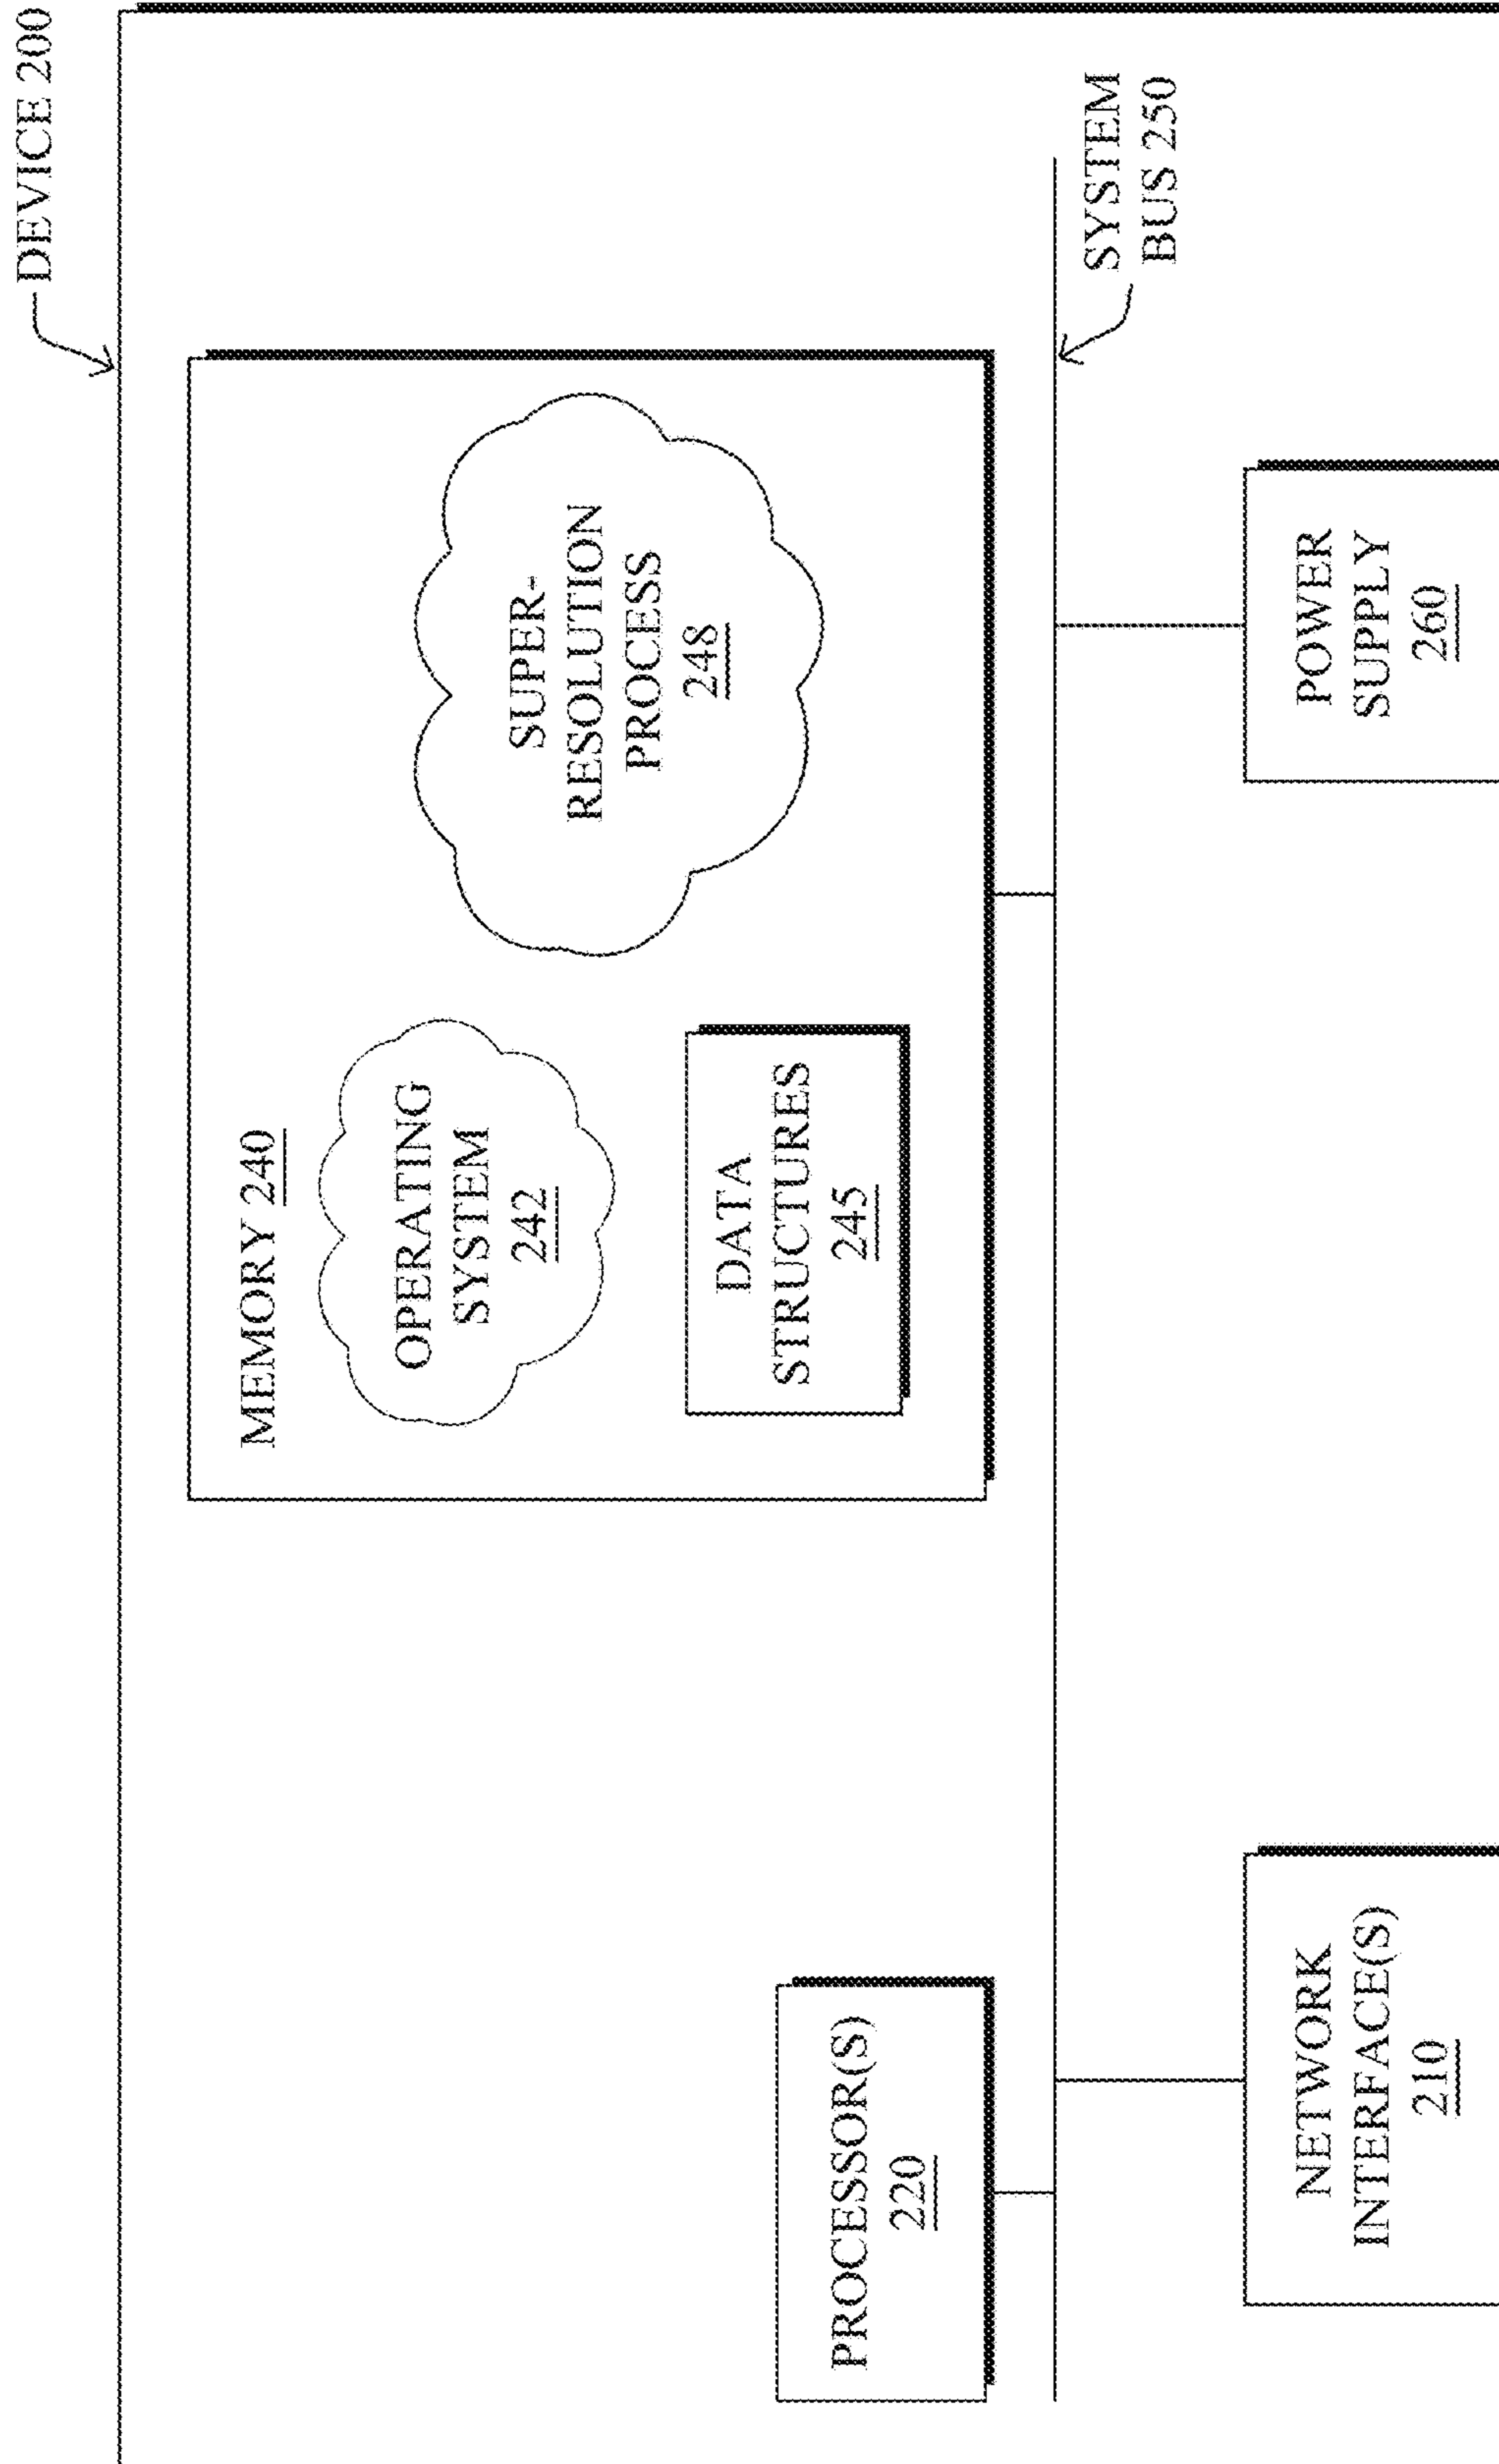 DEVICE 200
MEMORY 240
OPERATING
SYSTEM
242
SUPER-
RESOLUTION
PROCESS
248
DATA
STRUCTURES
245
PROCESSOR(S)
220
SYSTEM
BUS 250
NETWORK
INTERFACE(S)
210
POWER
SUPPLY
260